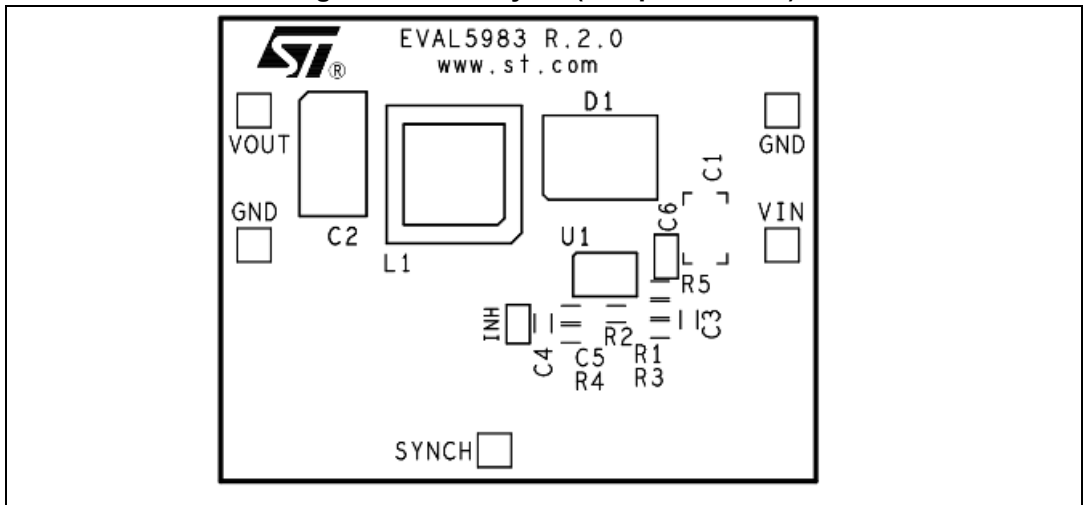 ST®
EVAL5983 R.2.0
www.st.com
D1
VOUT
GND
C1
GND
VIN
C6
C2
U1
L1
R5
INH
C3
R2
C4
C5
R1
R4
R3
SYNCH